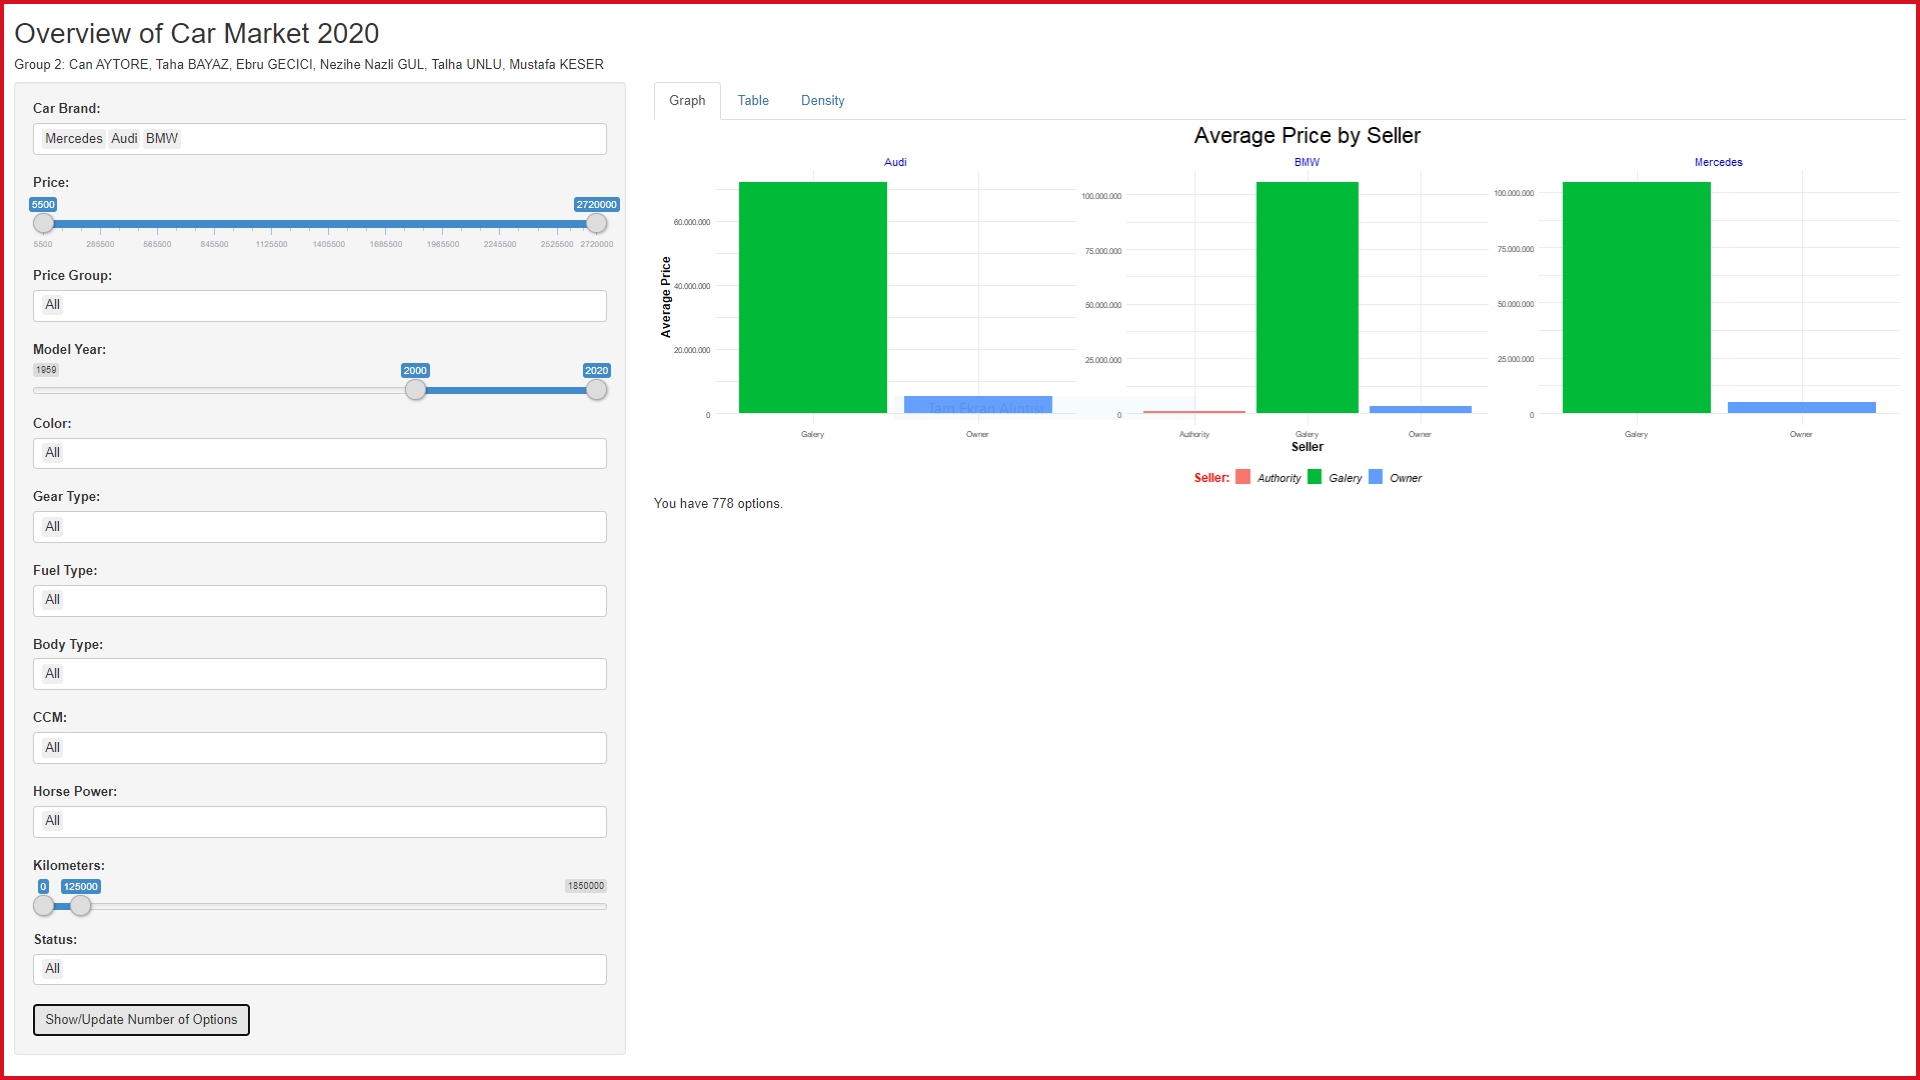 Overview of Car Market 2020
Group 2: Can AYTORE, Taha BAYAZ, Ebru GECICI, Nezihe Nazli GUL, Talha UNLU, Mustafa KESER
Car Brand:
Mercedes Audi BMW
Price:
5500 2720000
5500 285500 565500 845500 1125500 1405500 1685500 1965500 2245500 2525500 2720000
Price Group:
All
Model Year:
1959 2000 2020
Color:
All
Gear Type:
All
Fuel Type:
All
Body Type:
All
CCM:
All
Horse Power:
All
Kilometers:
0 125000 1850000
Status:
All
Show/Update Number of Options
Graph Table Density
Average Price by Seller
Audi BMW Mercedes
Average Price
60.000.000
40.000.000
20.000.000
0
100.000.000
75.000.000
50.000.000
25.000.000
0
100.000.000
75.000.000
50.000.000
25.000.000
0
Tam Ekran Alıntısı
Galery Owner Authority Galery Owner Galery Owner
Seller
Seller: Authority Galery Owner
You have 778 options.